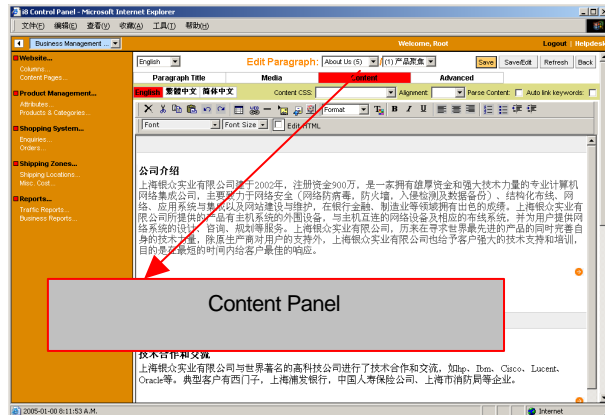 i8 Control Panel - Microsoft Internet Explorer
文件(F) 编辑(E) 查看(V) 收藏(A) 工具(T) 帮助(H)
Business Management ... Welcome, Root Logout Helpdesk
Website...
Columns...
Content Pages...
Product Management...
Attributes...
Products & Categories...
Shopping System...
Enquiries...
Orders...
Shipping Zones...
Shipping Locations...
Misc. Cost...
Reports...
Traffic Reports...
Business Reports...
English Edit Paragraph: About Us (5) / (1) 产品聚焦 Save Save/Edit Refresh Back
Paragraph Title Media Content Advanced
English 繁體中文 简体中文 Content CSS: Alignment Parse Content: Auto link keywords:
Format B I U
Font Font Size Edit HTML
公司介绍
上海银众实业有限公司建于2002年，注册资金900万，是一家拥有雄厚资金和强大技术力量的专业计算机
网络集成公司，主要致力于网络安全（网络防病毒，防火墙，入侵检测及数据备份）、结构化布线、网
络、应用系统与集成以及网站建设与维护，在银行金融、制造业等领域拥有出色的成绩。上海银众实业有
限公司所提供的产品有主机系统的外围设备，与主机互连的网络设备及相应的布线系统，并为用户提供网
络系统的设计、咨询、规划等服务。上海银众实业有限公司，历来在寻求世界最先进的产品的同时完善自
身的技术力量，除原生产商对用户的支持外，上海银众实业有限公司也给予客户强大的技术支持和培训，
目的是在最短的时间内给客户最佳的响应。
Content Panel
技术合作和交流
上海银众实业有限公司与世界著名的高科技公司进行了技术合作和交流，如hp、Ibm、Cisco、Lucent、
Oracle等。典型客户有西门子，上海浦发银行，中国人寿保险公司、上海市消防局等企业。
2005-01-00 8:11:53 A.M. Internet